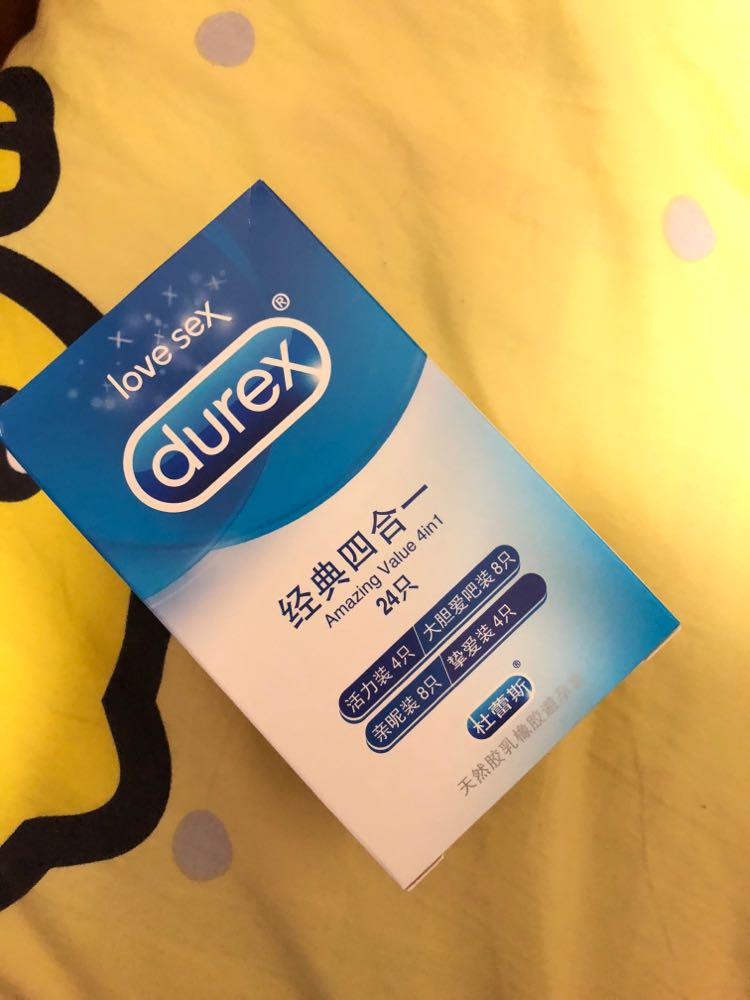 love sex
durex®
经典四合一
Amazing Value 4in1
24只
活力装 4只 大胆爱吧装 8只
亲昵装 8只 挚爱装 4只
杜蕾斯®
天然胶乳橡胶避孕套